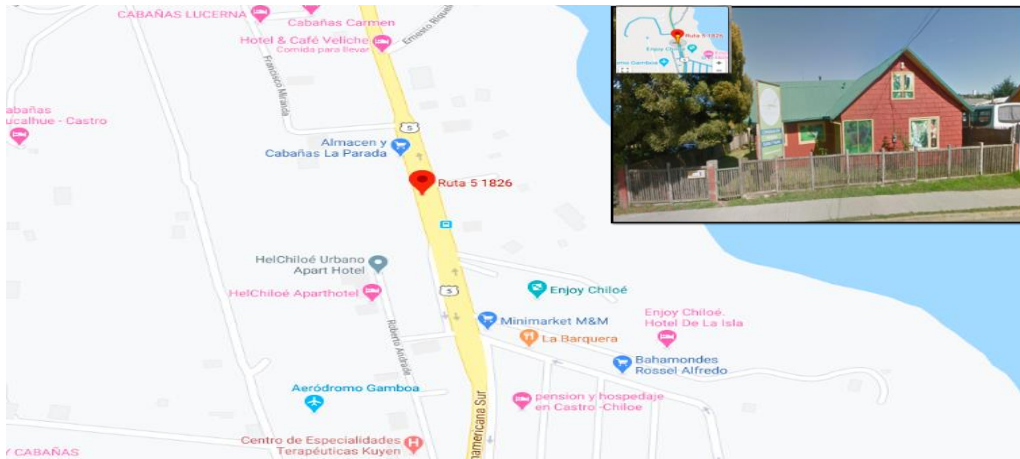 CABAÑAS LUCERNA
Cabañas Carmen
Hotel & Café Veliche
Comida para llevar
Ernesto Riquel
Francisco Miranda
abañas
ucalhue - Castro
5
Almacen y
Cabañas La Parada
Ruta 5 1826
HelChiloé Urbano
Apart Hotel
HelChiloé Aparthotel
5
Enjoy Chiloé
Minimarket M&M
La Barquera
Enjoy Chiloé.
Hotel De La Isla
Bahamondes
Rossel Alfredo
Roberto Andrade
Aeródromo Gamboa
pension y hospedaje
en Castro -Chiloe
namericana Sur
Centro de Especialidades
Terapéuticas Kuyen
Y CABAÑAS
Ruta 5 1826
Enjoy Chiloé
Aeródromo Gamboa
5